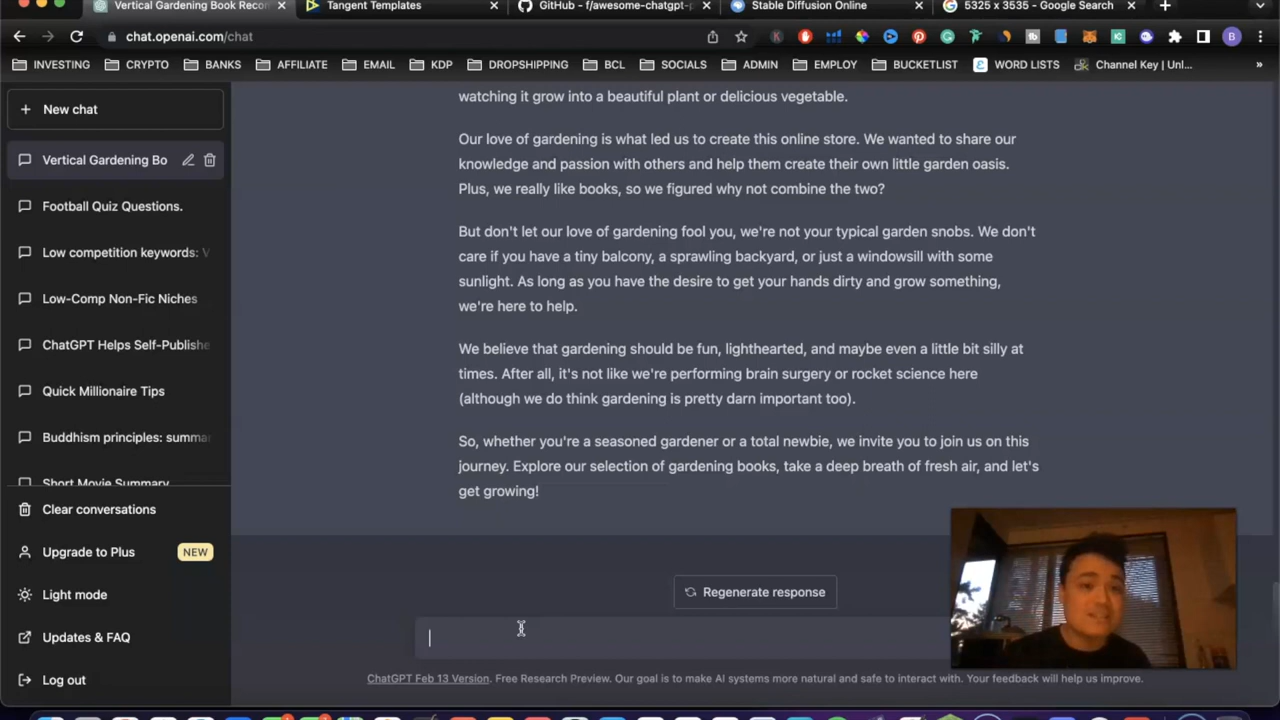 Vertical Gardening Book Recon
Tangent Templates
GitHub - f/awesome-chatgpt-p
Stable Diffusion Online
5325 x 3535 - Google Search
chat.openai.com/chat
B
INVESTING
CRYPTO
BANKS
AFFILIATE
EMAIL
KDP
DROPSHIPPING
BCL
SOCIALS
ADMIN
EMPLOY
BUCKETLIST
WORD LISTS
Channel Key | Unl...
»
New chat
Vertical Gardening Bo
Football Quiz Questions.
Low competition keywords: V
Low-Comp Non-Fic Niches
ChatGPT Helps Self-Publishe
Quick Millionaire Tips
Buddhism principles: summa
Short Movie Summary
Clear conversations
Upgrade to Plus
NEW
Light mode
Updates & FAQ
Log out
watching it grow into a beautiful plant or delicious vegetable.
Our love of gardening is what led us to create this online store. We wanted to share our
knowledge and passion with others and help them create their own little garden oasis.
Plus, we really like books, so we figured why not combine the two?
But don't let our love of gardening fool you, we're not your typical garden snobs. We don't
care if you have a tiny balcony, a sprawling backyard, or just a windowsill with some
sunlight. As long as you have the desire to get your hands dirty and grow something,
we're here to help.
We believe that gardening should be fun, lighthearted, and maybe even a little bit silly at
times. After all, it's not like we're performing brain surgery or rocket science here
(although we do think gardening is pretty darn important too).
So, whether you're a seasoned gardener or a total newbie, we invite you to join us on this
journey. Explore our selection of gardening books, take a deep breath of fresh air, and let's
get growing!
Regenerate response
ChatGPT Feb 13 Version. Free Research Preview. Our goal is to make AI systems more natural and safe to interact with. Your feedback will help us improve.